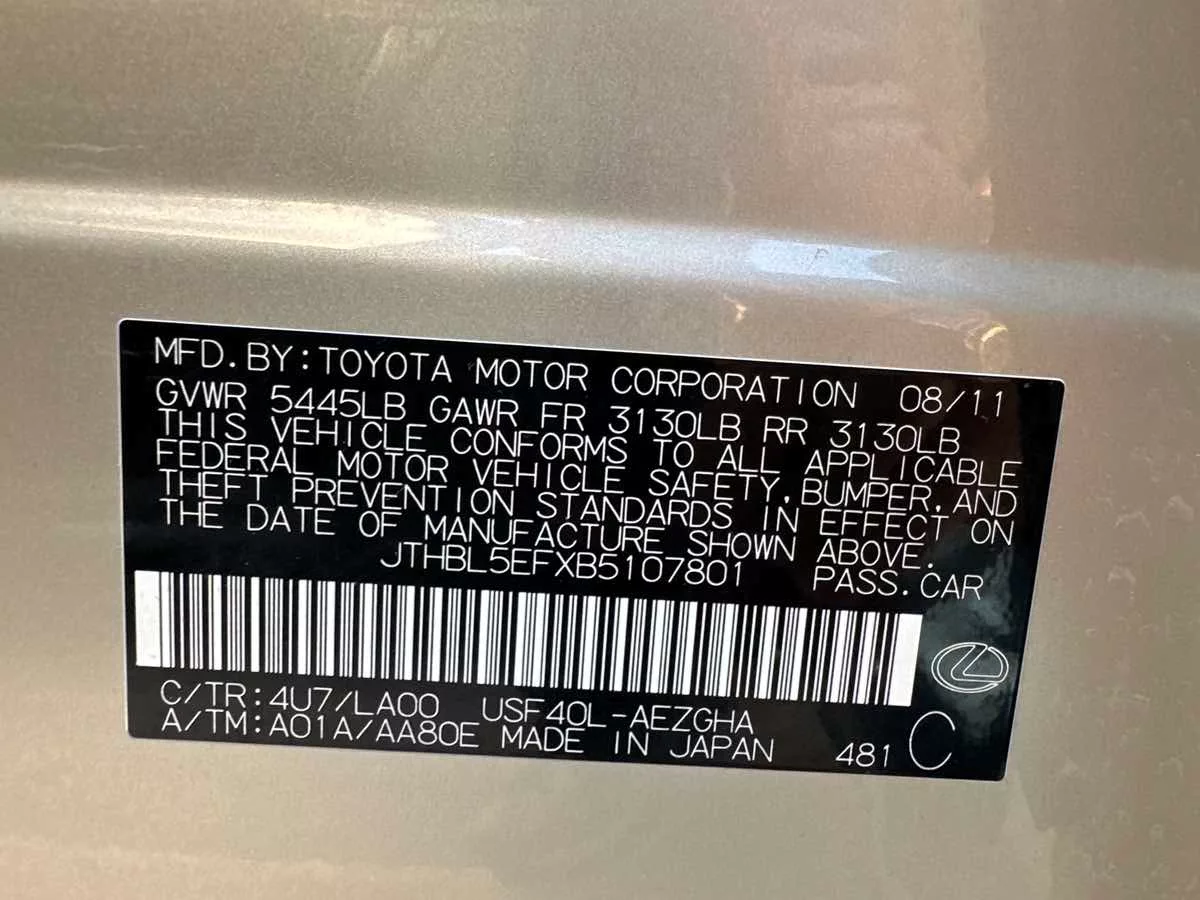 MFD.BY:TOYOTA MOTOR CORPORATION 08/11
GVWR 5445LB GAWR FR 3130LB RR 3130LB
THIS VEHICLE CONFORMS TO ALL APPLICABLE
FEDERAL MOTOR VEHICLE SAFETY,BUMPER,AND
THEFT PREVENTION STANDARDS IN EFFECT ON
THE DATE OF MANUFACTURE SHOWN ABOVE.
JTHBL5EFXB5107801 PASS.CAR
C/TR:4U7/LA00 USF40L-AEZGHA
A/TM:A01A/AA80E MADE IN JAPAN 481 C